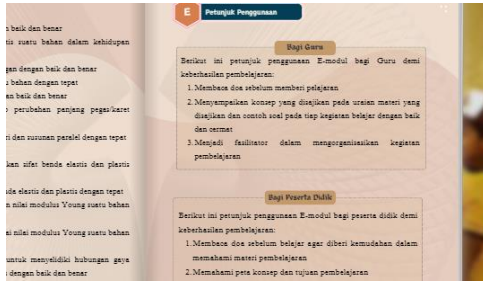 baik dan benar
suatu bahan dalam kehidupan
dengan baik dan benar
bahan dengan tepat
baik dan benar
perubahan panjang pegas/karet
dan susunan paralel dengan tepat
sifat benda elastis dan plastis
elastis dan plastis dengan tepat
nilai modulus Young suatu bahan
nilai modulus Young suatu bahan
untuk menyelidiki hubungan gaya
dengan baik dan benar
E Petunjuk Penggunaan
Bagi Guru
Berikut ini petunjuk penggunaan E-modul bagi Guru demi
keberhasilan pembelajaran:
1. Membaca doa sebelum memberi pelajaran
2. Menyampaikan konsep yang disajikan pada uraian materi yang
disajikan dan contoh soal pada tiap kegiatan belajar dengan baik
dan cermat
3. Menjadi fasilitator dalam mengorganisasikan kegiatan
pembelajaran
Bagi Peserta Didik
Berikut ini petunjuk penggunaan E-modul bagi peserta didik demi
keberhasilan pembelajaran:
1. Membaca doa sebelum belajar agar diberi kemudahan dalam
memahami materi pembelajaran
2. Memahami peta konsep dan tujuan pembelajaran